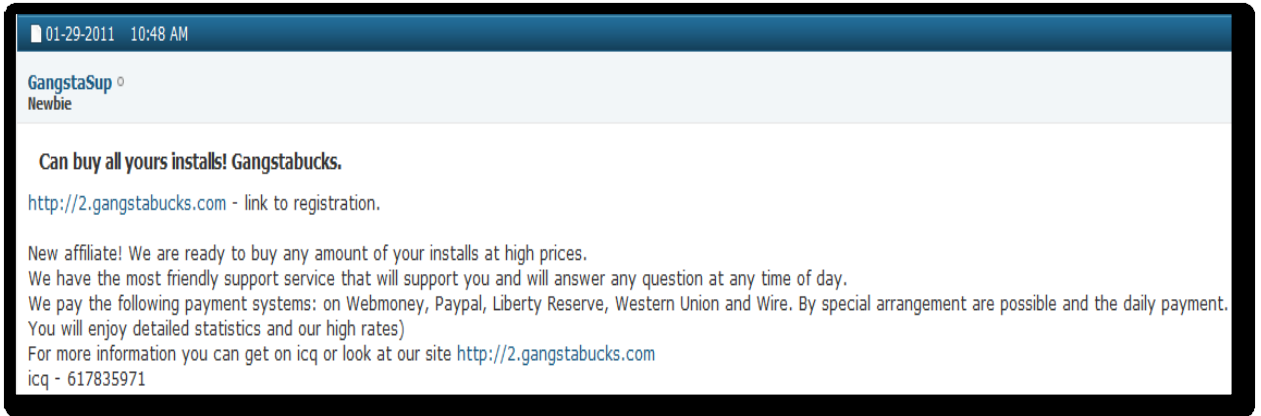 01-29-2011 10:48 AM
GangstaSup
Newbie
Can buy all yours installs! Gangstabucks.
http://2.gangstabucks.com - link to registration.
New affiliate! We are ready to buy any amount of your installs at high prices.
We have the most friendly support service that will support you and will answer any question at any time of day.
We pay the following payment systems: on Webmoney, Paypal, Liberty Reserve, Western Union and Wire. By special arrangement are possible and the daily payment.
You will enjoy detailed statistics and our high rates)
For more information you can get on icq or look at our site http://2.gangstabucks.com
icq - 617835971